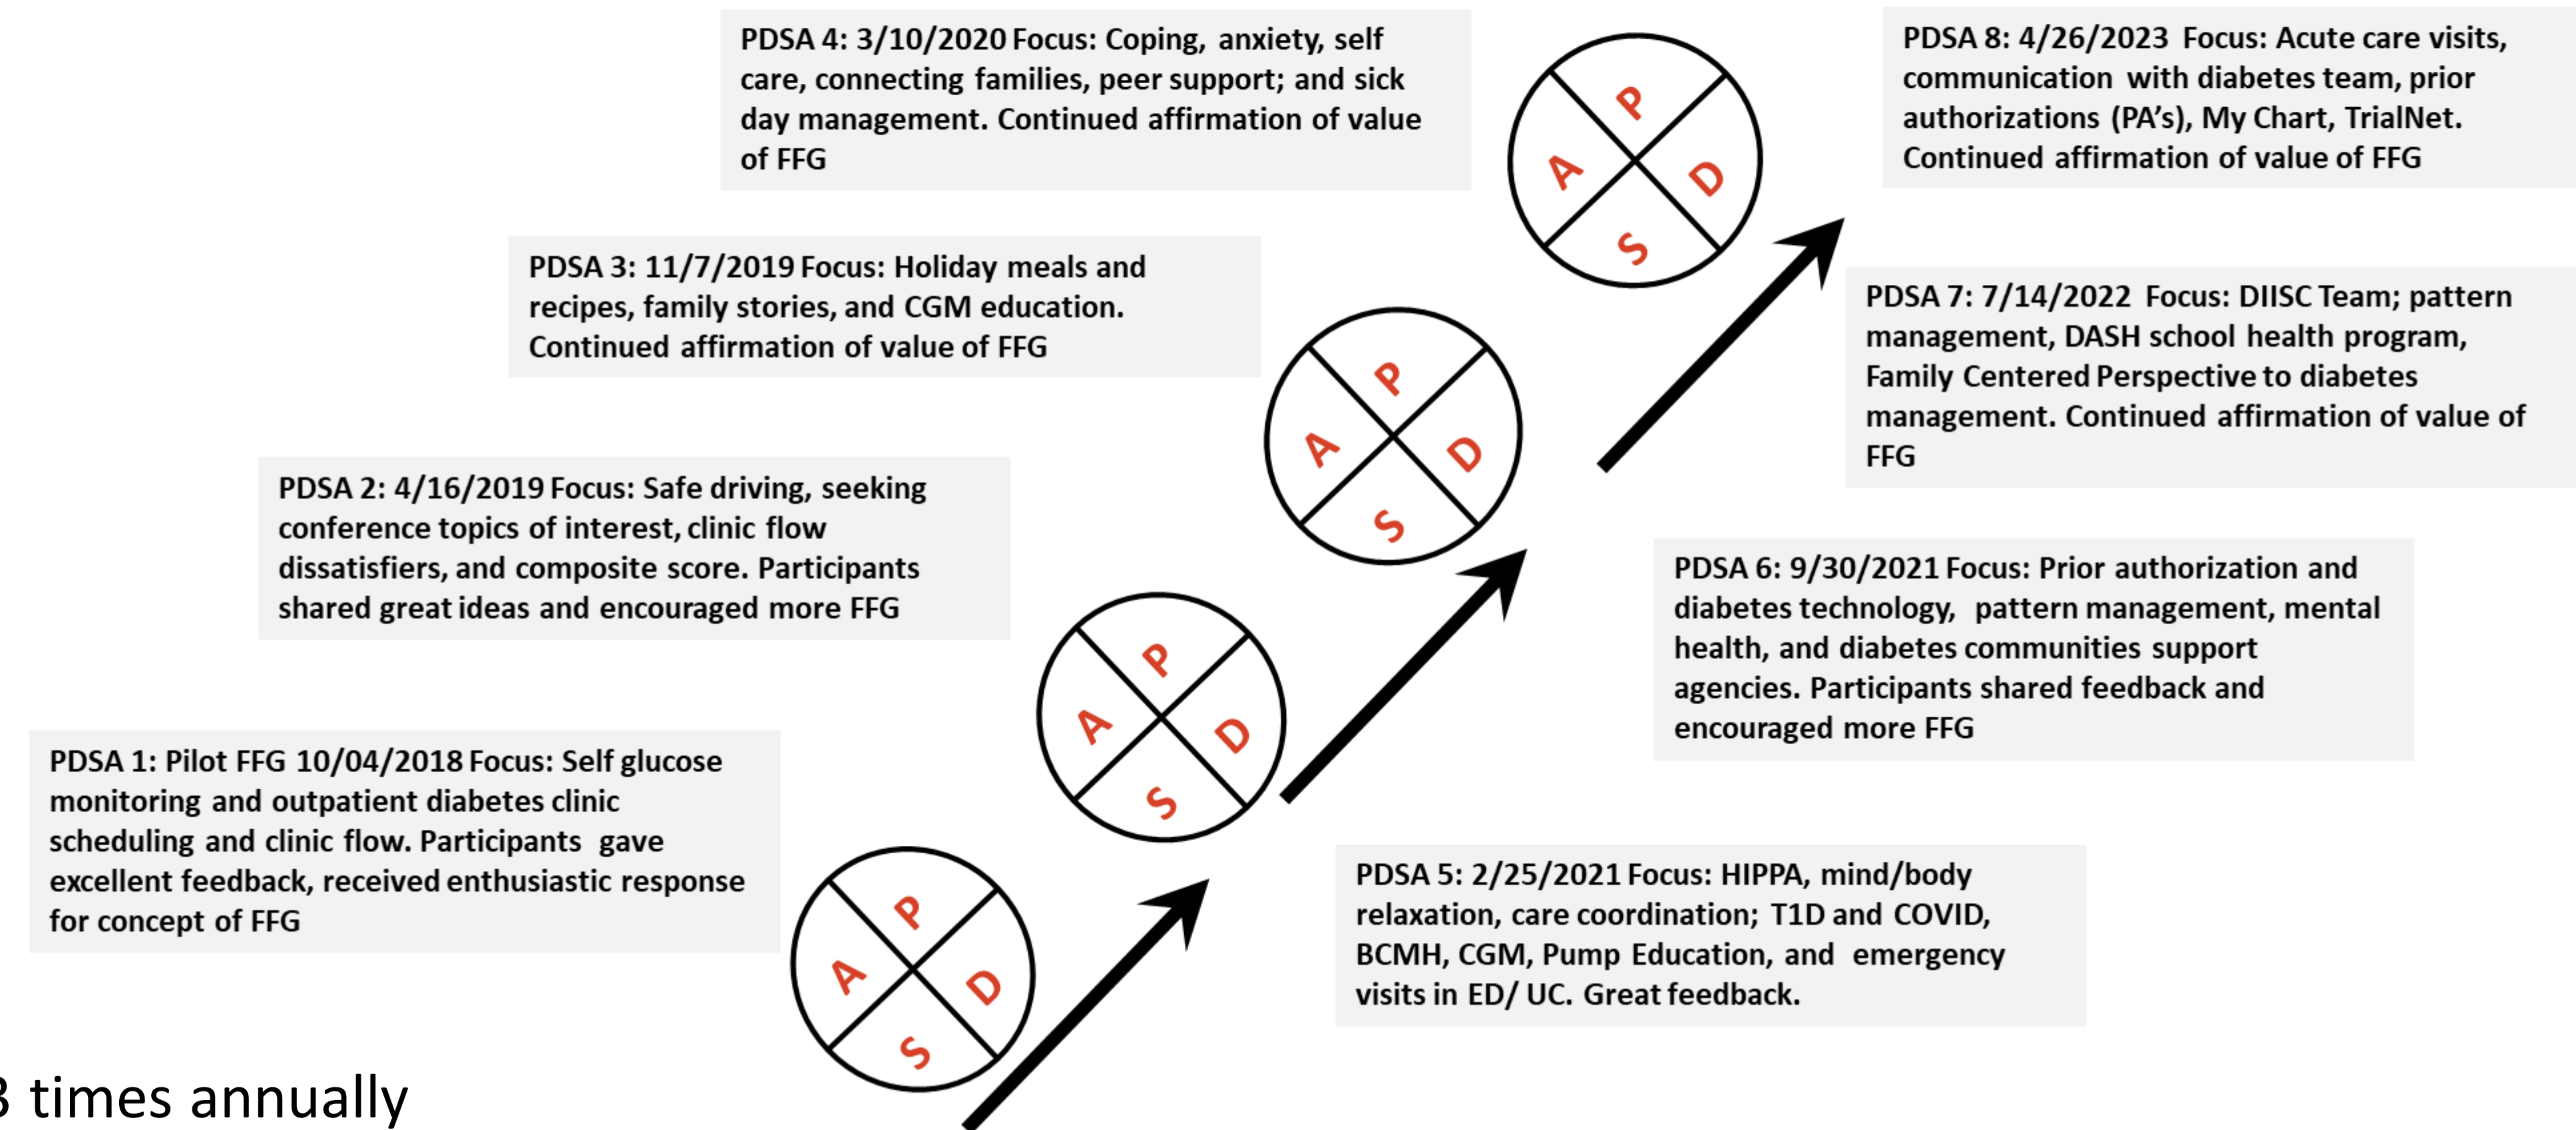 PDSA 4: 3/10/2020 Focus: Coping, anxiety, self
care, connecting families, peer support; and sick
day management. Continued affirmation of value
of FFG
PDSA 8: 4/26/2023 Focus: Acute care visits,
communication with diabetes team, prior
authorizations (PA’s), My Chart, TrialNet.
Continued affirmation of value of FFG
P
A
D
S
PDSA 3: 11/7/2019 Focus: Holiday meals and
recipes, family stories, and CGM education.
Continued affirmation of value of FFG
PDSA 7: 7/14/2022 Focus: DIISC Team; pattern
management, DASH school health program,
Family Centered Perspective to diabetes
management. Continued affirmation of value of
FFG
P
A
D
S
PDSA 2: 4/16/2019 Focus: Safe driving, seeking
conference topics of interest, clinic flow
dissatisfiers, and composite score. Participants
shared great ideas and encouraged more FFG
PDSA 6: 9/30/2021 Focus: Prior authorization and
diabetes technology, pattern management, mental
health, and diabetes communities support
agencies. Participants shared feedback and
encouraged more FFG
P
A
D
S
PDSA 1: Pilot FFG 10/04/2018 Focus: Self glucose
monitoring and outpatient diabetes clinic
scheduling and clinic flow. Participants gave
excellent feedback, received enthusiastic response
for concept of FFG
PDSA 5: 2/25/2021 Focus: HIPPA, mind/body
relaxation, care coordination; T1D and COVID,
BCMH, CGM, Pump Education, and emergency
visits in ED/ UC. Great feedback.
P
A
D
S
times annually